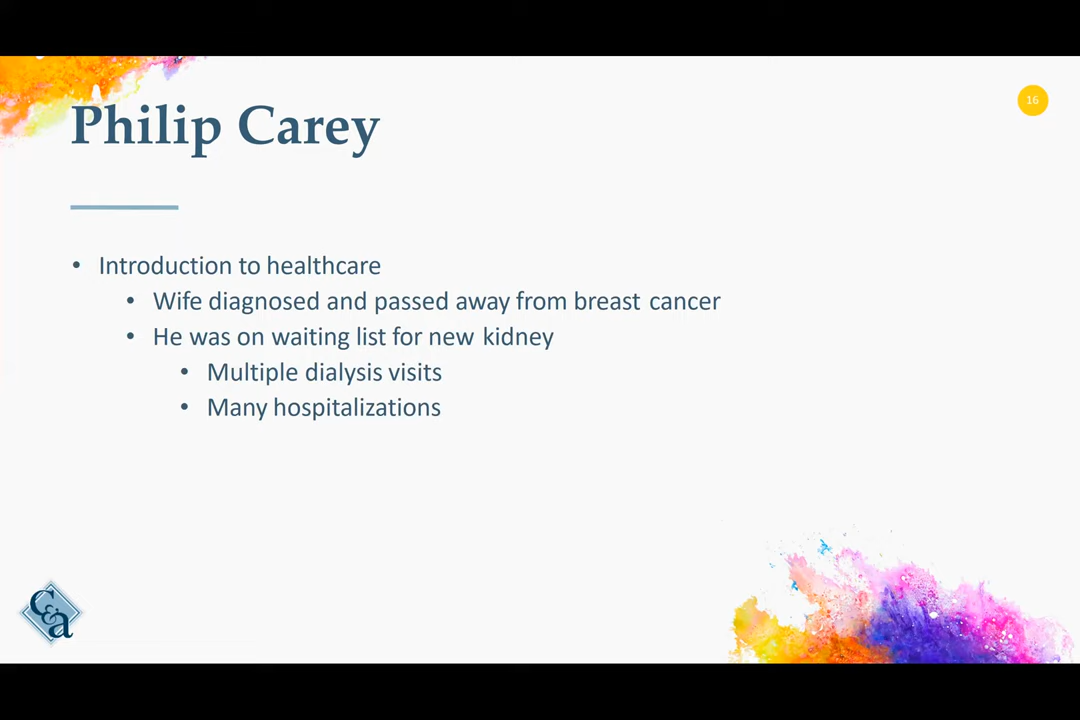 16
Philip Carey
• Introduction to healthcare
• Wife diagnosed and passed away from breast cancer
• He was on waiting list for new kidney
• Multiple dialysis visits
• Many hospitalizations
C&a